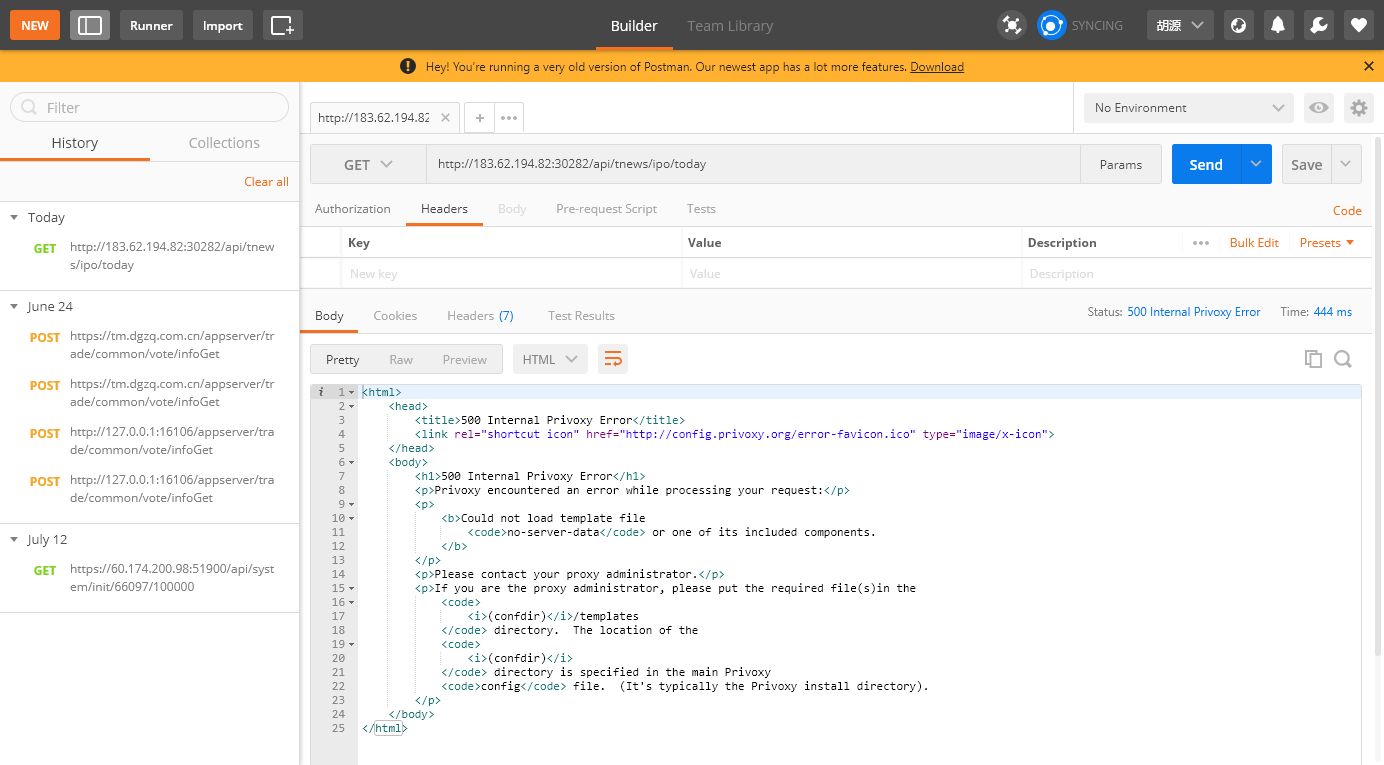 NEW
Runner
Import
Builder
Team Library
SYNCING
胡源
Hey! You're running a very old version of Postman. Our newest app has a lot more features. Download
Filter
History
Collections
Clear all
Today
GET
http://183.62.194.82:30282/api/tnew
s/ipo/today
June 24
POST
https://tm.dgzq.com.cn/appserver/tr
ade/common/vote/infoGet
POST
https://tm.dgzq.com.cn/appserver/tr
ade/common/vote/infoGet
POST
http://127.0.0.1:16106/appserver/tra
de/common/vote/infoGet
POST
http://127.0.0.1:16106/appserver/tra
de/common/vote/infoGet
July 12
GET
https://60.174.200.98:51900/api/syst
em/init/66097/100000
http://183.62.194.82
No Environment
GET
http://183.62.194.82:30282/api/tnews/ipo/today
Params
Send
Save
Authorization
Headers
Body
Pre-request Script
Tests
Code
Key
Value
Description
Bulk Edit
Presets
New key
Value
Description
Body
Cookies
Headers (7)
Test Results
Status: 500 Internal Privoxy Error
Time: 444 ms
Pretty
Raw
Preview
HTML
i 1 <html>
2 <head>
3 <title>500 Internal Privoxy Error</title>
4 <link rel="shortcut icon" href="http://config.privoxy.org/error-favicon.ico" type="image/x-icon">
5 </head>
6 <body>
7 <h1>500 Internal Privoxy Error</h1>
8 <p>Privoxy encountered an error while processing your request:</p>
9 <p>
10 <b>Could not load template file
11 <code>no-server-data</code> or one of its included components.
12 </b>
13 </p>
14 <p>Please contact your proxy administrator.</p>
15 <p>If you are the proxy administrator, please put the required file(s)in the
16 <code>
17 <i>(confdir)</i>/templates
18 </code> directory.  The location of the
19 <code>
20 <i>(confdir)</i>
21 </code> directory is specified in the main Privoxy
22 <code>config</code> file.  (It's typically the Privoxy install directory).
23 </p>
24 </body>
25 </html>